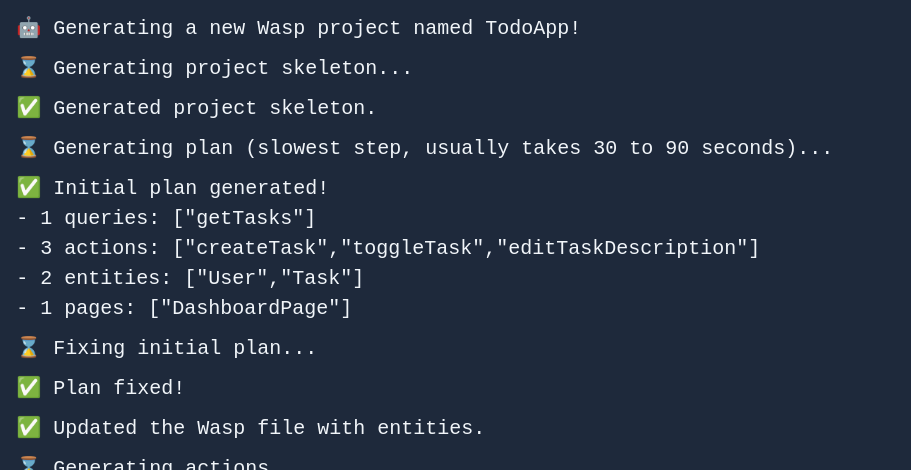 🤖 Generating a new Wasp project named TodoApp!
⌛ Generating project skeleton...
✅ Generated project skeleton.
⌛ Generating plan (slowest step, usually takes 30 to 90 seconds)...
✅ Initial plan generated!
- 1 queries: ["getTasks"]
- 3 actions: ["createTask","toggleTask","editTaskDescription"]
- 2 entities: ["User","Task"]
- 1 pages: ["DashboardPage"]
⌛ Fixing initial plan...
✅ Plan fixed!
✅ Updated the Wasp file with entities.
⌛ Generating actions